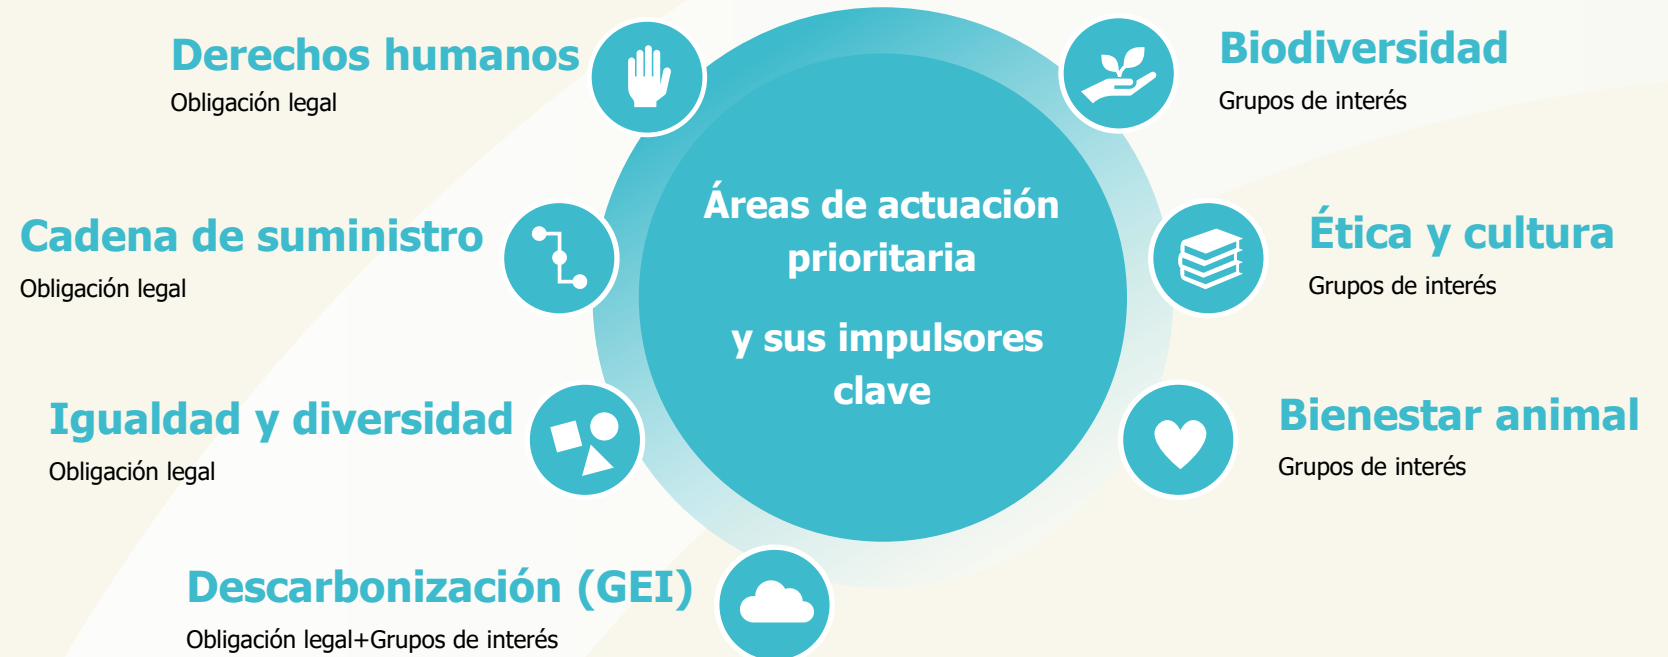 Derechos humanos
Obligación legal
Cadena de suministro
Obligación legal
Igualdad y diversidad
Obligación legal
Descarbonización (GEI)
Obligación legal+Grupos de interés
Áreas de actuación
prioritaria
y sus impulsores
clave
Biodiversidad
Grupos de interés
Ética y cultura
Grupos de interés
Bienestar animal
Grupos de interés